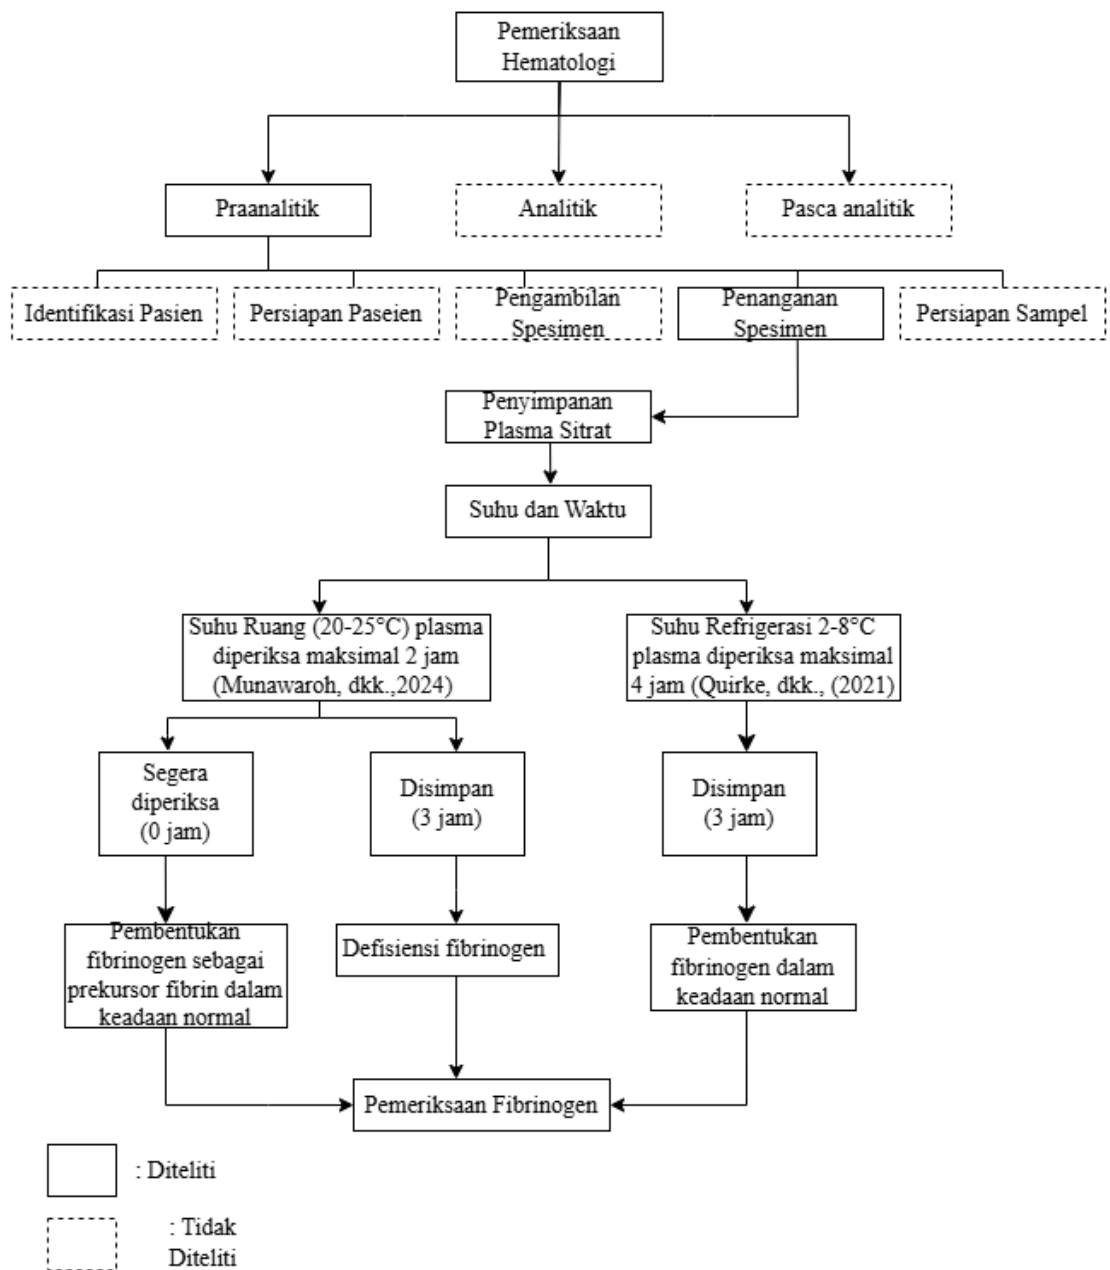 Pemeriksaan
Hematologi
Praanalitik
Analitik
Pasca analitik
Identifikasi Pasien
Persiapan Paseien
Pengambilan
Spesimen
Penanganan
Spesimen
Persiapan Sampel
Penyimpanan
Plasma Sitrat
Suhu dan Waktu
Suhu Ruang (20-25°C) plasma
diperiksa maksimal 2 jam
(Munawaroh, dkk.,2024)
Suhu Refrigerasi 2-8°C
plasma diperiksa maksimal
4 jam (Quirke, dkk., (2021)
Segera
diperiksa
(0 jam)
Disimpan
(3 jam)
Disimpan
(3 jam)
Pembentukan
fibrinogen sebagai
prekursor fibrin dalam
keadaan normal
Defisiensi fibrinogen
Pembentukan
fibrinogen dalam
keadaan normal
Pemeriksaan Fibrinogen
: Diteliti
: Tidak
Diteliti